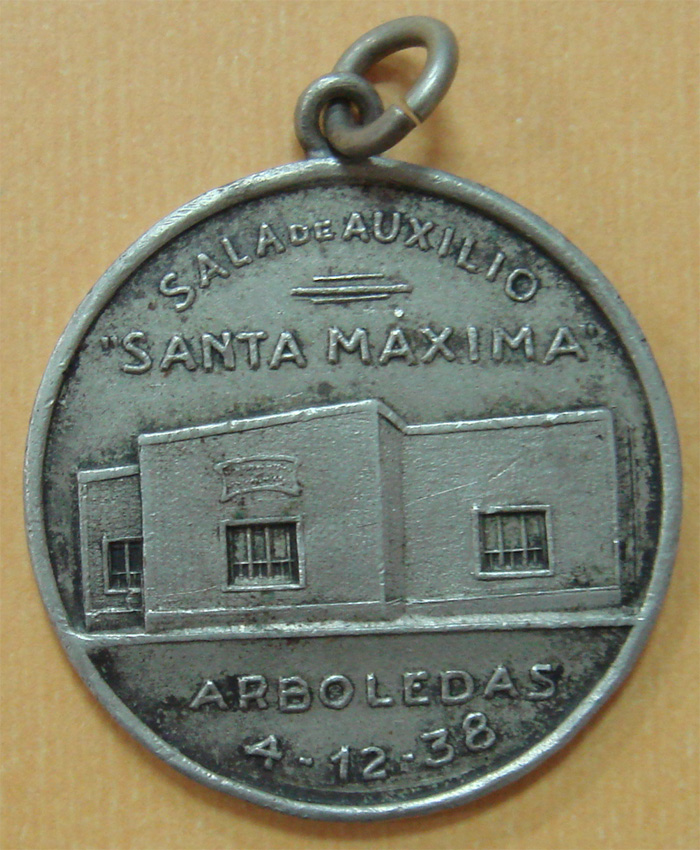 SALA DE AUXILIO
"SANTA MÀXIMA"
ARBOLEDAS
4-12-38